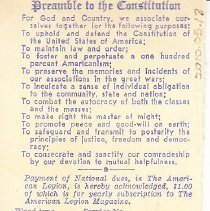 Preamble to the Constitution
For God and Country, we associate our-
selves together for the following purposes:
To uphold and defend the Constitution of
the United States of America;
To maintain law and order;
To foster and perpetuate a one hundred
percent Americanism;
To preserve the memories and incidents of
our associations in the great wars;
To inculcate a sense of individual obligation
to the community, state and nation;
To combat the autocracy of both the classes
and the masses;
To make right the master of might;
To promote peace and goodwill on earth;
To safeguard and transmit to posterity the
principles of justice, freedom and democ-
racy;
To consecrate and sanctify our comradeship
by our devotion to mutual helpfulness.
Payment of National dues, in The Ameri-
can Legion, is hereby acknowledged, $1.00
of which is for yearly subscription to The
American Legion Magazine.